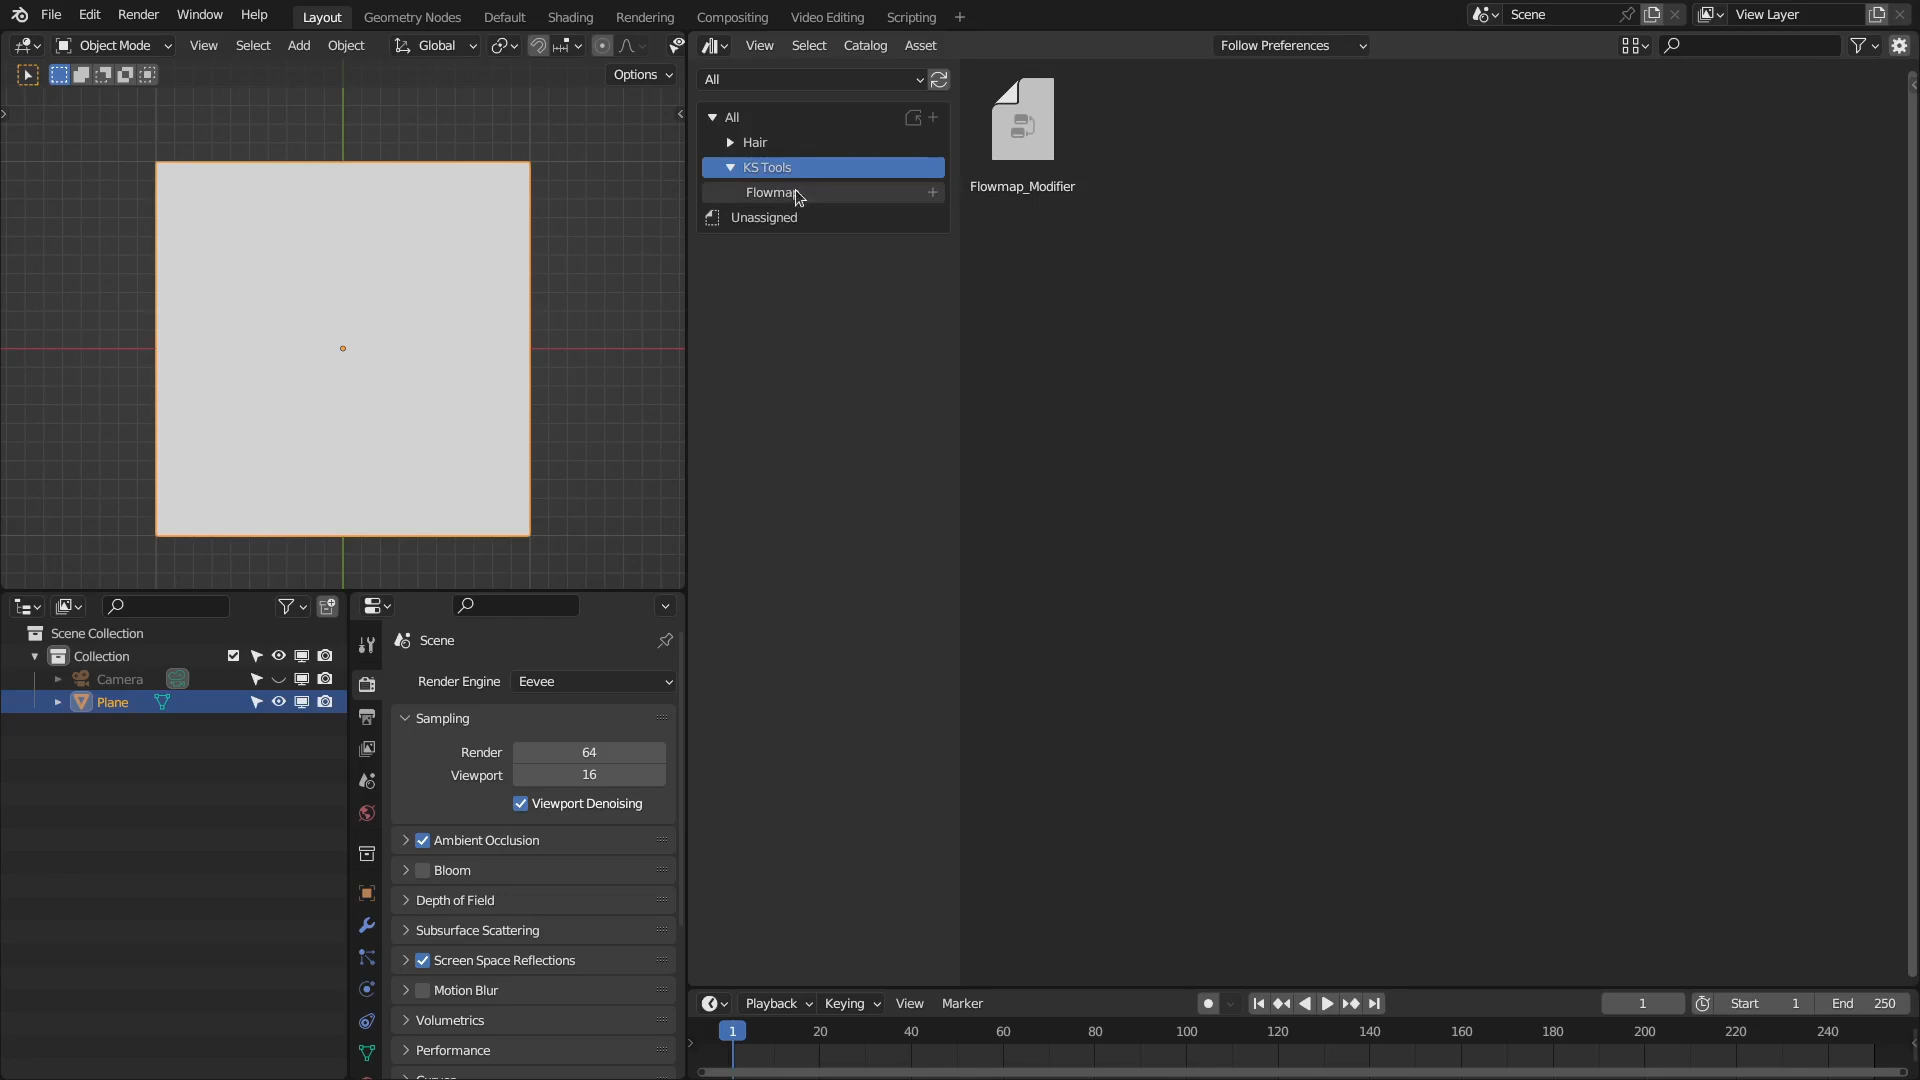 File Edit Render Window Help Layout Geometry Nodes Default Shading Rendering Compositing Video Editing Scripting + Scene View Layer
Object Mode View Select Add Object Global View Select Catalog Asset Follow Preferences
Options All
All
Hair
KS Tools
Flowmap
Unassigned
Flowmap_Modifier
Scene Collection
Collection
Camera
Plane
Scene
Render Engine Eevee
Sampling
Render 64
Viewport 16
Viewport Denoising
Ambient Occlusion
Bloom
Depth of Field
Subsurface Scattering
Screen Space Reflections
Motion Blur
Volumetrics
Performance
Playback Keying View Marker 1 Start 1 End 250
1 20 40 60 80 100 120 140 160 180 200 220 240